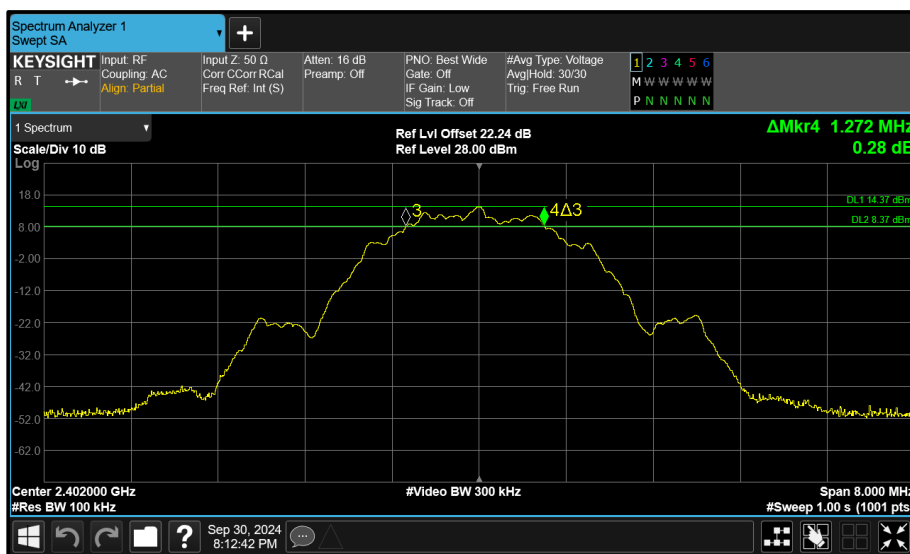 Spectrum Analyzer 1
Swept SA
KEYSIGHT
R T
LXI
Input: RF
Coupling: AC
Align: Partial
Input Z: 50 Ω
Corr CCorr RCal
Freq Ref: Int (S)
Atten: 16 dB
Preamp: Off
PNO: Best Wide
Gate: Off
IF Gain: Low
Sig Track: Off
#Avg Type: Voltage
Avg|Hold: 30/30
Trig: Free Run
1 2 3 4 5 6
M W W W W W
P N N N N N
1 Spectrum
Scale/Div 10 dB
Log
Ref Lvl Offset 22.24 dB
Ref Level 28.00 dBm
ΔMkr4 1.272 MHz
0.28 dB
18.0
DL1 14.37 dBm
3
4Δ3
8.00
DL2 8.37 dBm
-2.00
-12.0
-22.0
-32.0
-42.0
-52.0
-62.0
Center 2.402000 GHz
#Video BW 300 kHz
Span 8.000 MHz
#Res BW 100 kHz
#Sweep 1.00 s (1001 pts
?
Sep 30, 2024
8:12:42 PM